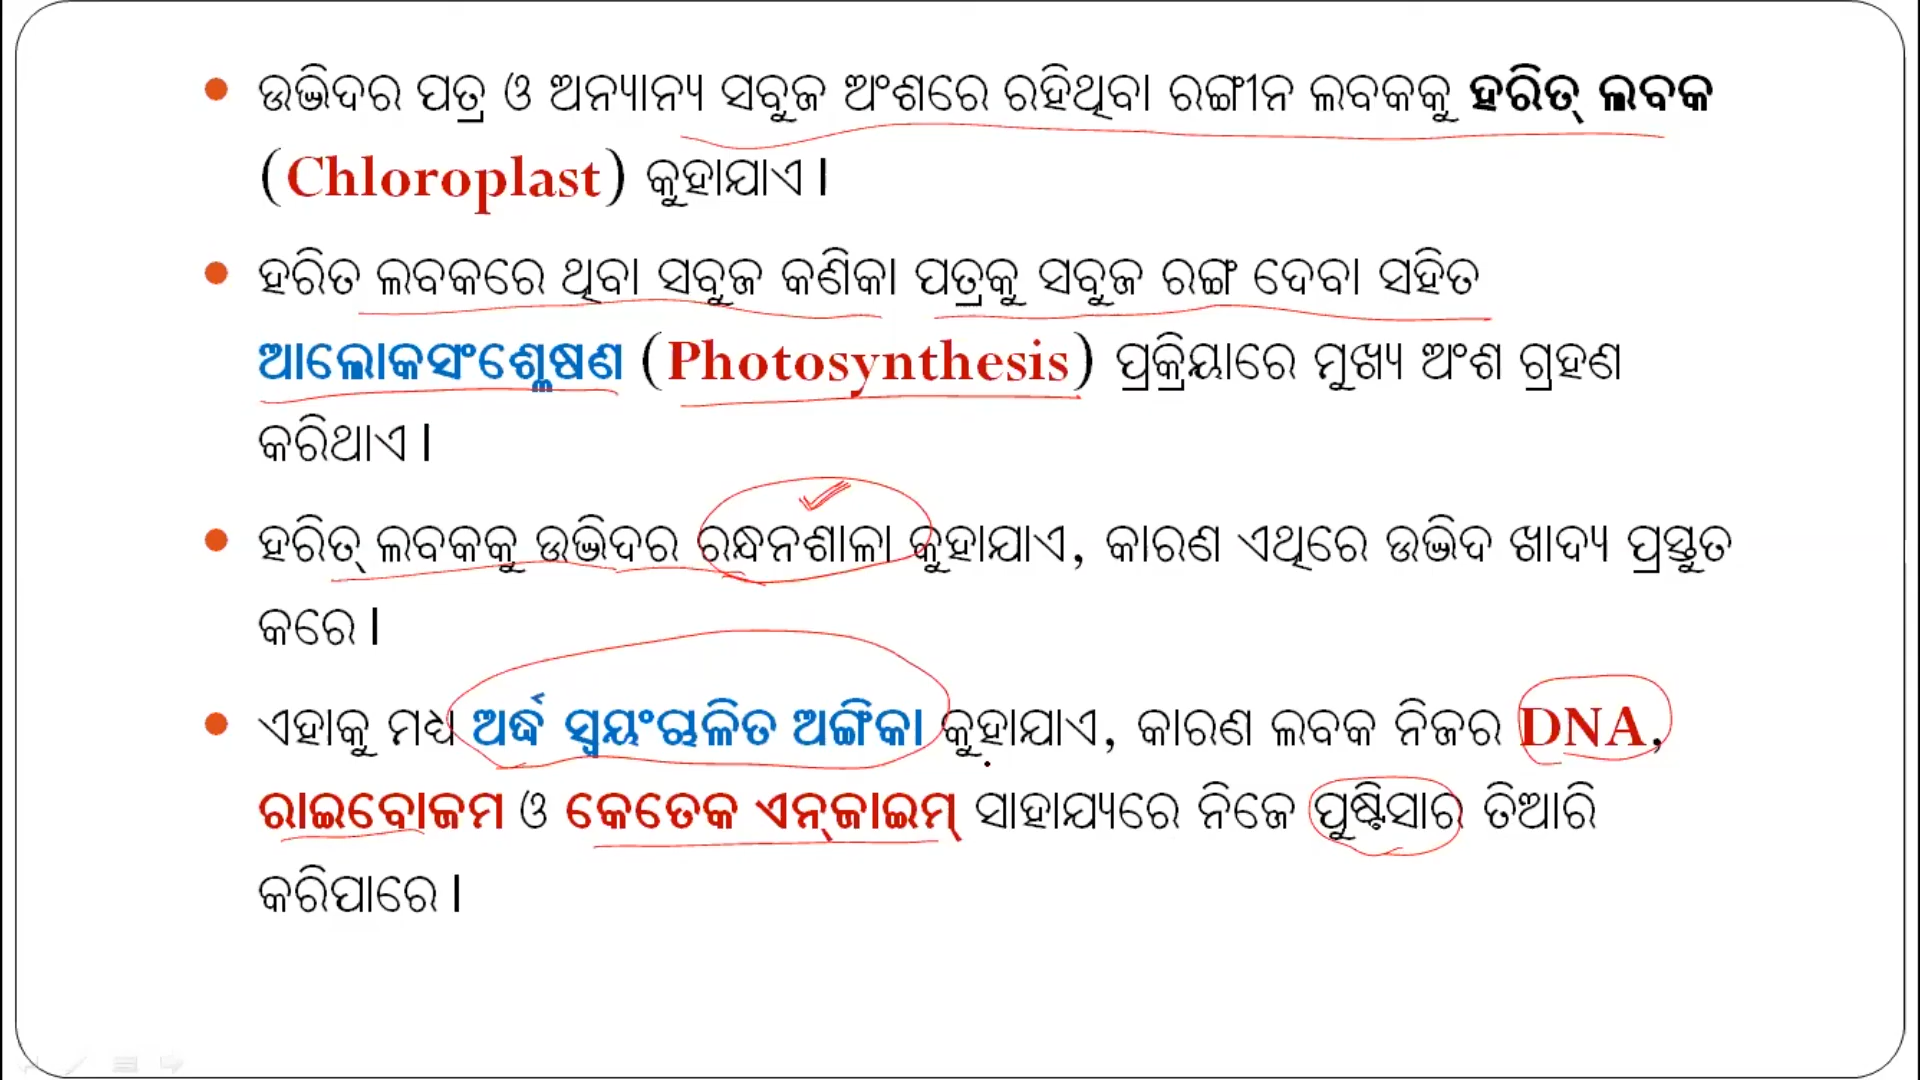 ଉଦ୍ଭିଦର ପତ୍ର ଓ ଅନ୍ୟାନ୍ୟ ସବୁଜ ଅଂଶରେ ରହିଥିବା ରଙ୍ଗୀନ ଲବକକୁ ହରିତ୍ ଲବକ
(Chloroplast) କୁହାଯାଏ ।
ହରିତ ଲବକରେ ଥିବା ସବୁଜ କଣିକା ପତ୍ରକୁ ସବୁଜ ରଙ୍ଗ ଦେବା ସହିତ
ଆଲୋକସଂଶ୍ଳେଷଣ (Photosynthesis) ପ୍ରକ୍ରିୟାରେ ମୁଖ୍ୟ ଅଂଶ ଗ୍ରହଣ
କରିଥାଏ ।
ହରିତ୍ ଲବକକୁ ଉଦ୍ଭିଦର ରନ୍ଧନଶାଳା କୁହାଯାଏ, କାରଣ ଏଥିରେ ଉଦ୍ଭିଦ ଖାଦ୍ୟ ପ୍ରସ୍ତୁତ
କରେ ।
ଏହାକୁ ମଧ୍ୟ ଅର୍ଦ୍ଧ ସ୍ୱୟଂଚାଳିତ ଅଙ୍ଗିକା କୁହାଯାଏ, କାରଣ ଲବକ ନିଜର DNA,
ରାଇବୋଜମ ଓ କେତେକ ଏନ୍‌ଜାଇମ୍ ସାହାଯ୍ୟରେ ନିଜେ ପୁଷ୍ଟିସାର ତିଆରି
କରିପାରେ ।